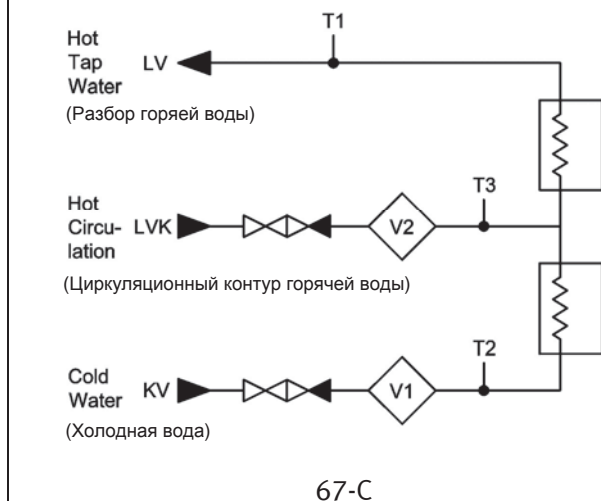 T1
Hot
Tap LV
Water
(Разбор горяей воды)
T3
Hot
Circu- LVK V2
lation
(Циркуляционный контур горячей воды)
T2
Cold
Water KV V1
(Холодная вода)
67-C